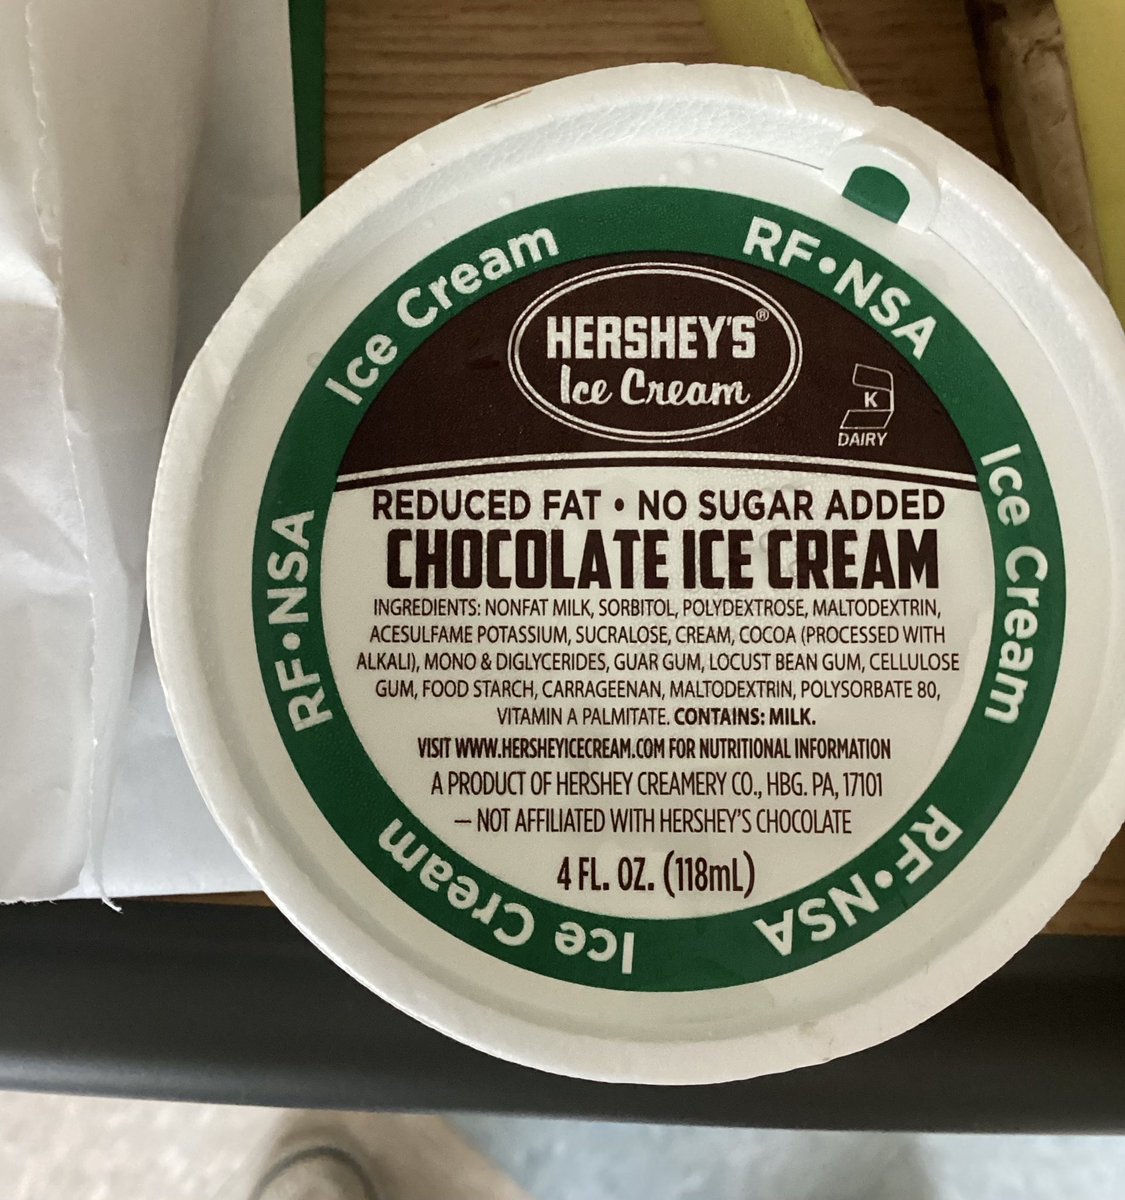 Ice Cream
RF•NSA
HERSHEY'S®
Ice Cream
K
DAIRY
REDUCED FAT • NO SUGAR ADDED
CHOCOLATE ICE CREAM
INGREDIENTS: NONFAT MILK, SORBITOL, POLYDEXTROSE, MALTODEXTRIN,
ACESULFAME POTASSIUM, SUCRALOSE, CREAM, COCOA (PROCESSED WITH
ALKALI), MONO & DIGLYCERIDES, GUAR GUM, LOCUST BEAN GUM, CELLULOSE
GUM, FOOD STARCH, CARRAGEENAN, MALTODEXTRIN, POLYSORBATE 80,
VITAMIN A PALMITATE. CONTAINS: MILK.
VISIT WWW.HERSHEYICECREAM.COM FOR NUTRITIONAL INFORMATION
A PRODUCT OF HERSHEY CREAMERY CO., HBG. PA, 17101
— NOT AFFILIATED WITH HERSHEY'S CHOCOLATE
4 FL. OZ. (118mL)
Ice Cream
RF•NSA
Ice Cream
RF•NSA